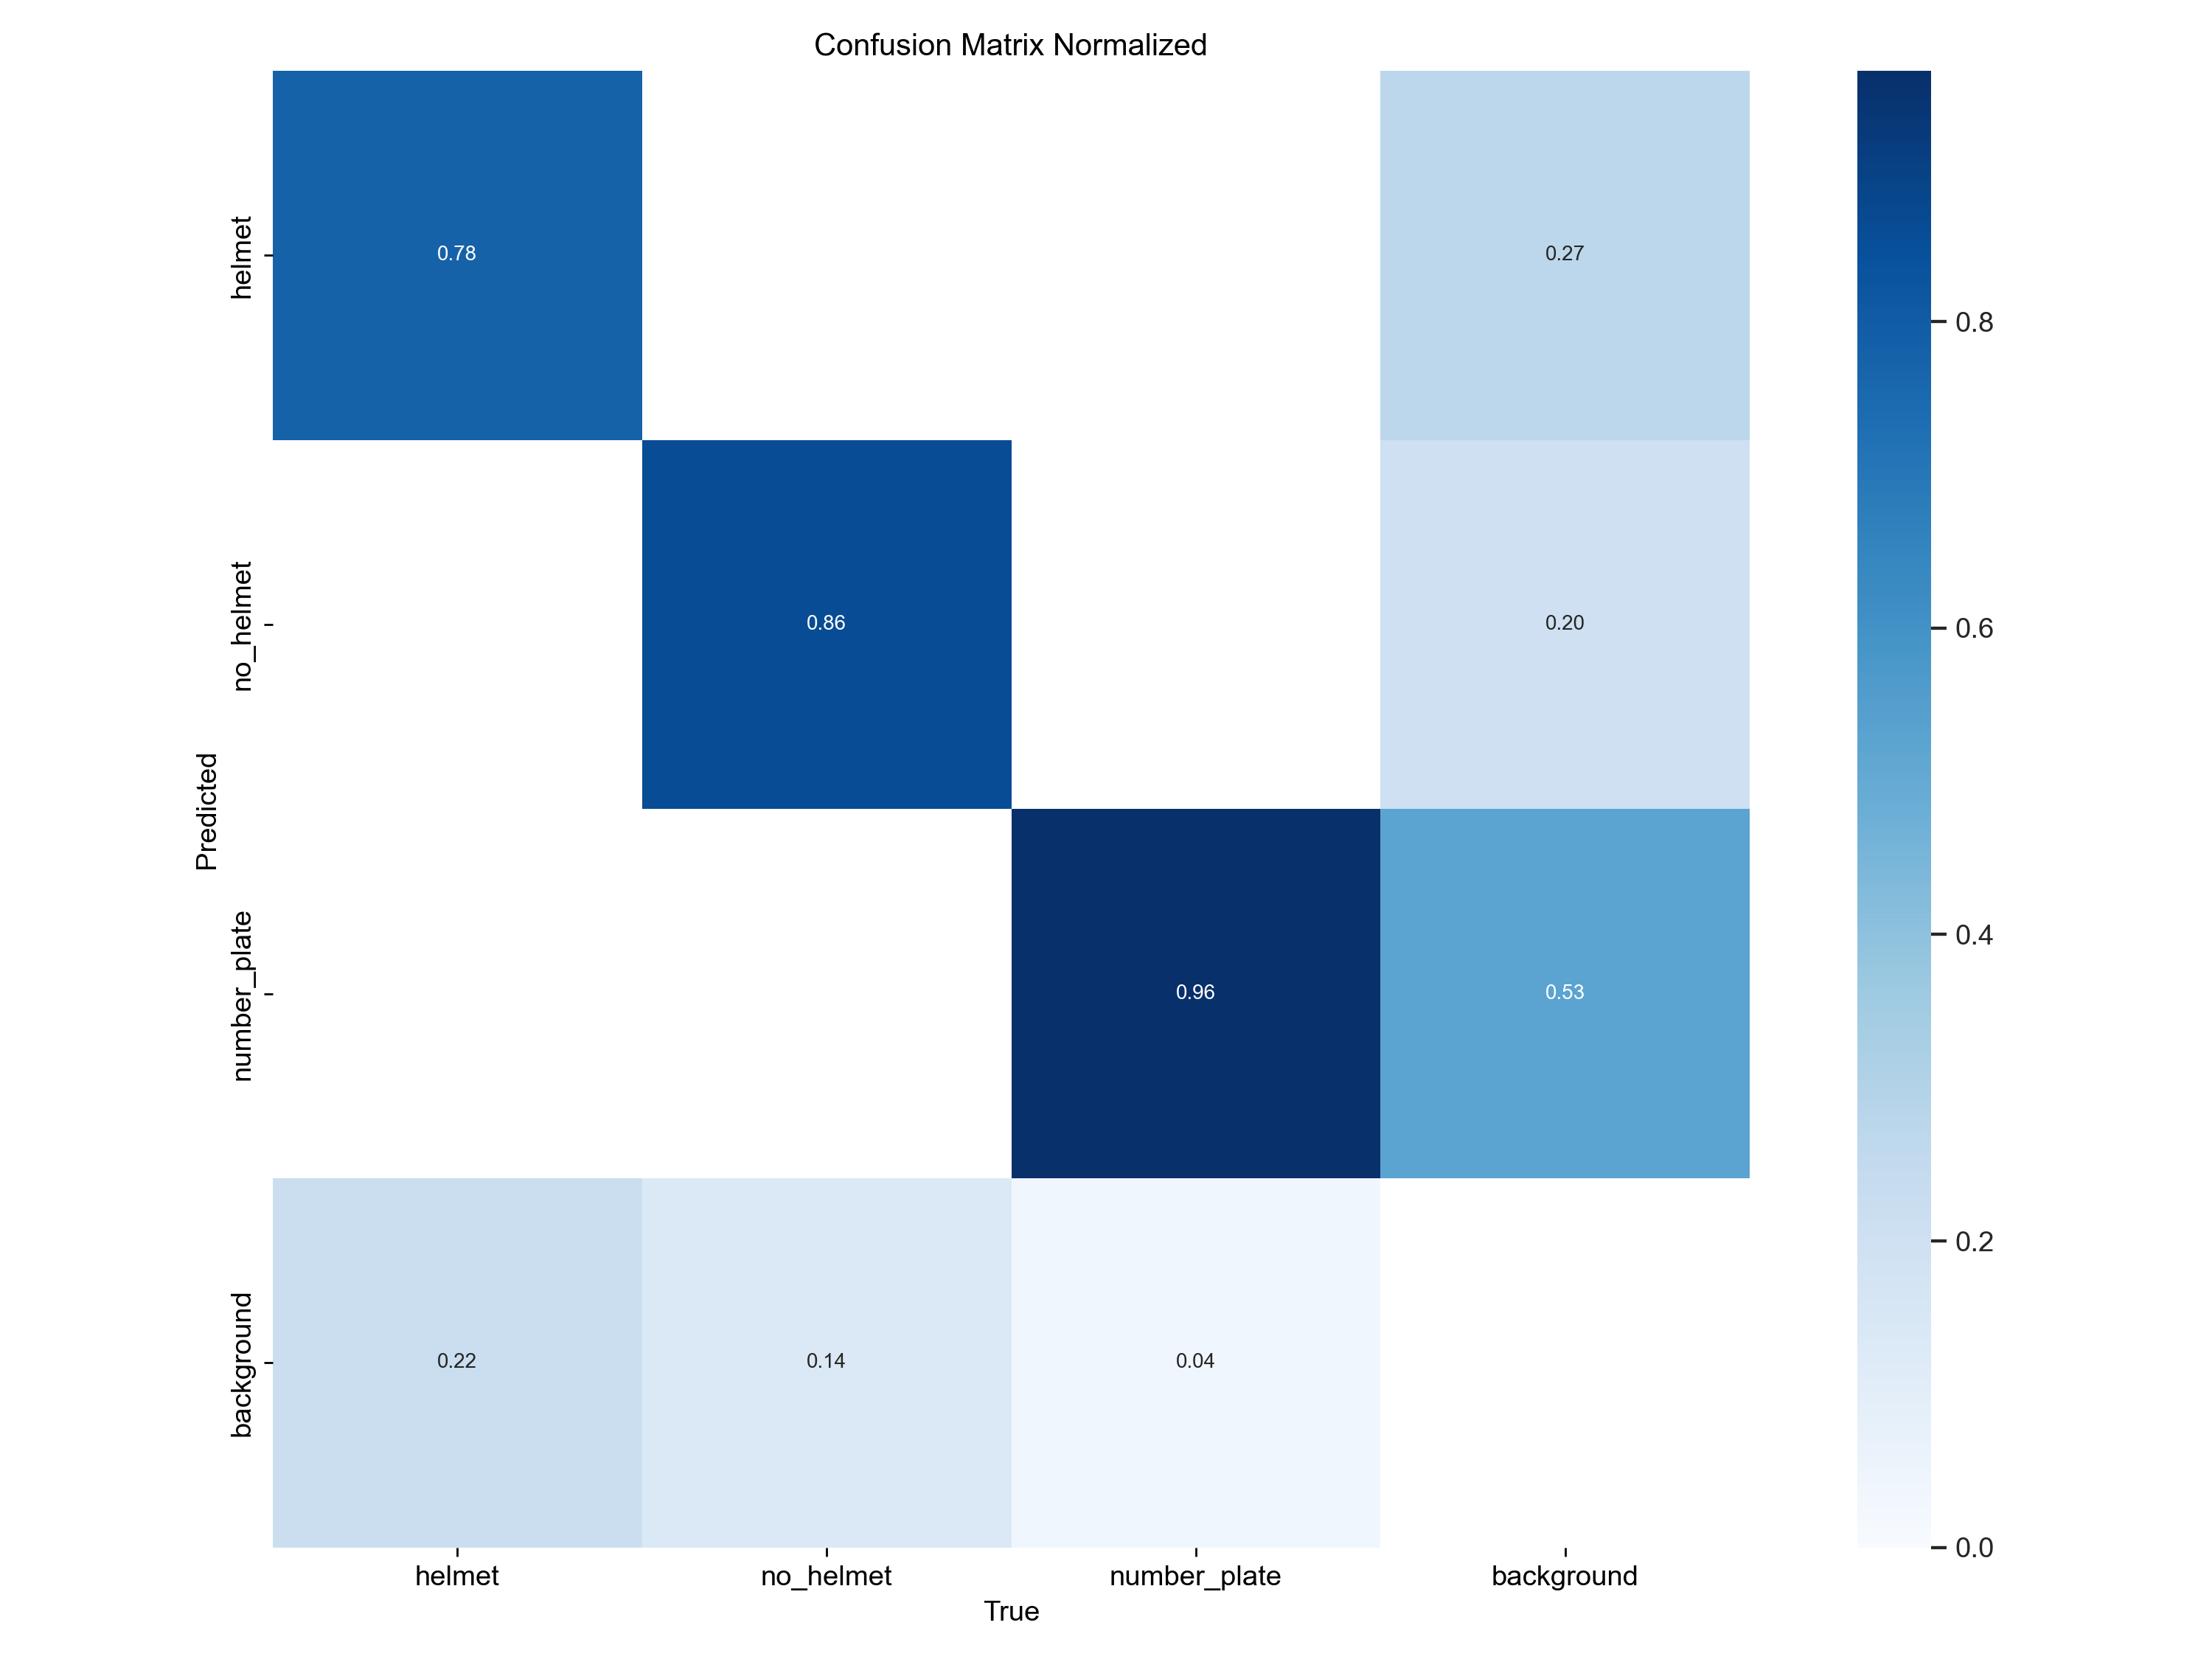 Confusion Matrix Normalized
helmet
0.78
0.27
0.8
no_helmet
0.86
0.20
0.6
Predicted
number_plate
0.96
0.53
0.4
background
0.22
0.14
0.04
0.2
0.0
helmet
no_helmet
number_plate
background
True